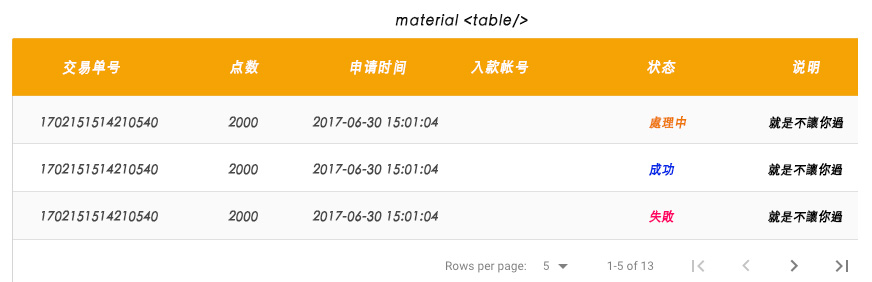 material <table/>
交易单号 点数 申请时间 入款帐号 状态 说明
1702151514210540 2000 2017-06-30 15:01:04 處理中 就是不讓你過
1702151514210540 2000 2017-06-30 15:01:04 成功 就是不讓你過
1702151514210540 2000 2017-06-30 15:01:04 失敗 就是不讓你過
Rows per page: 5 1-5 of 13